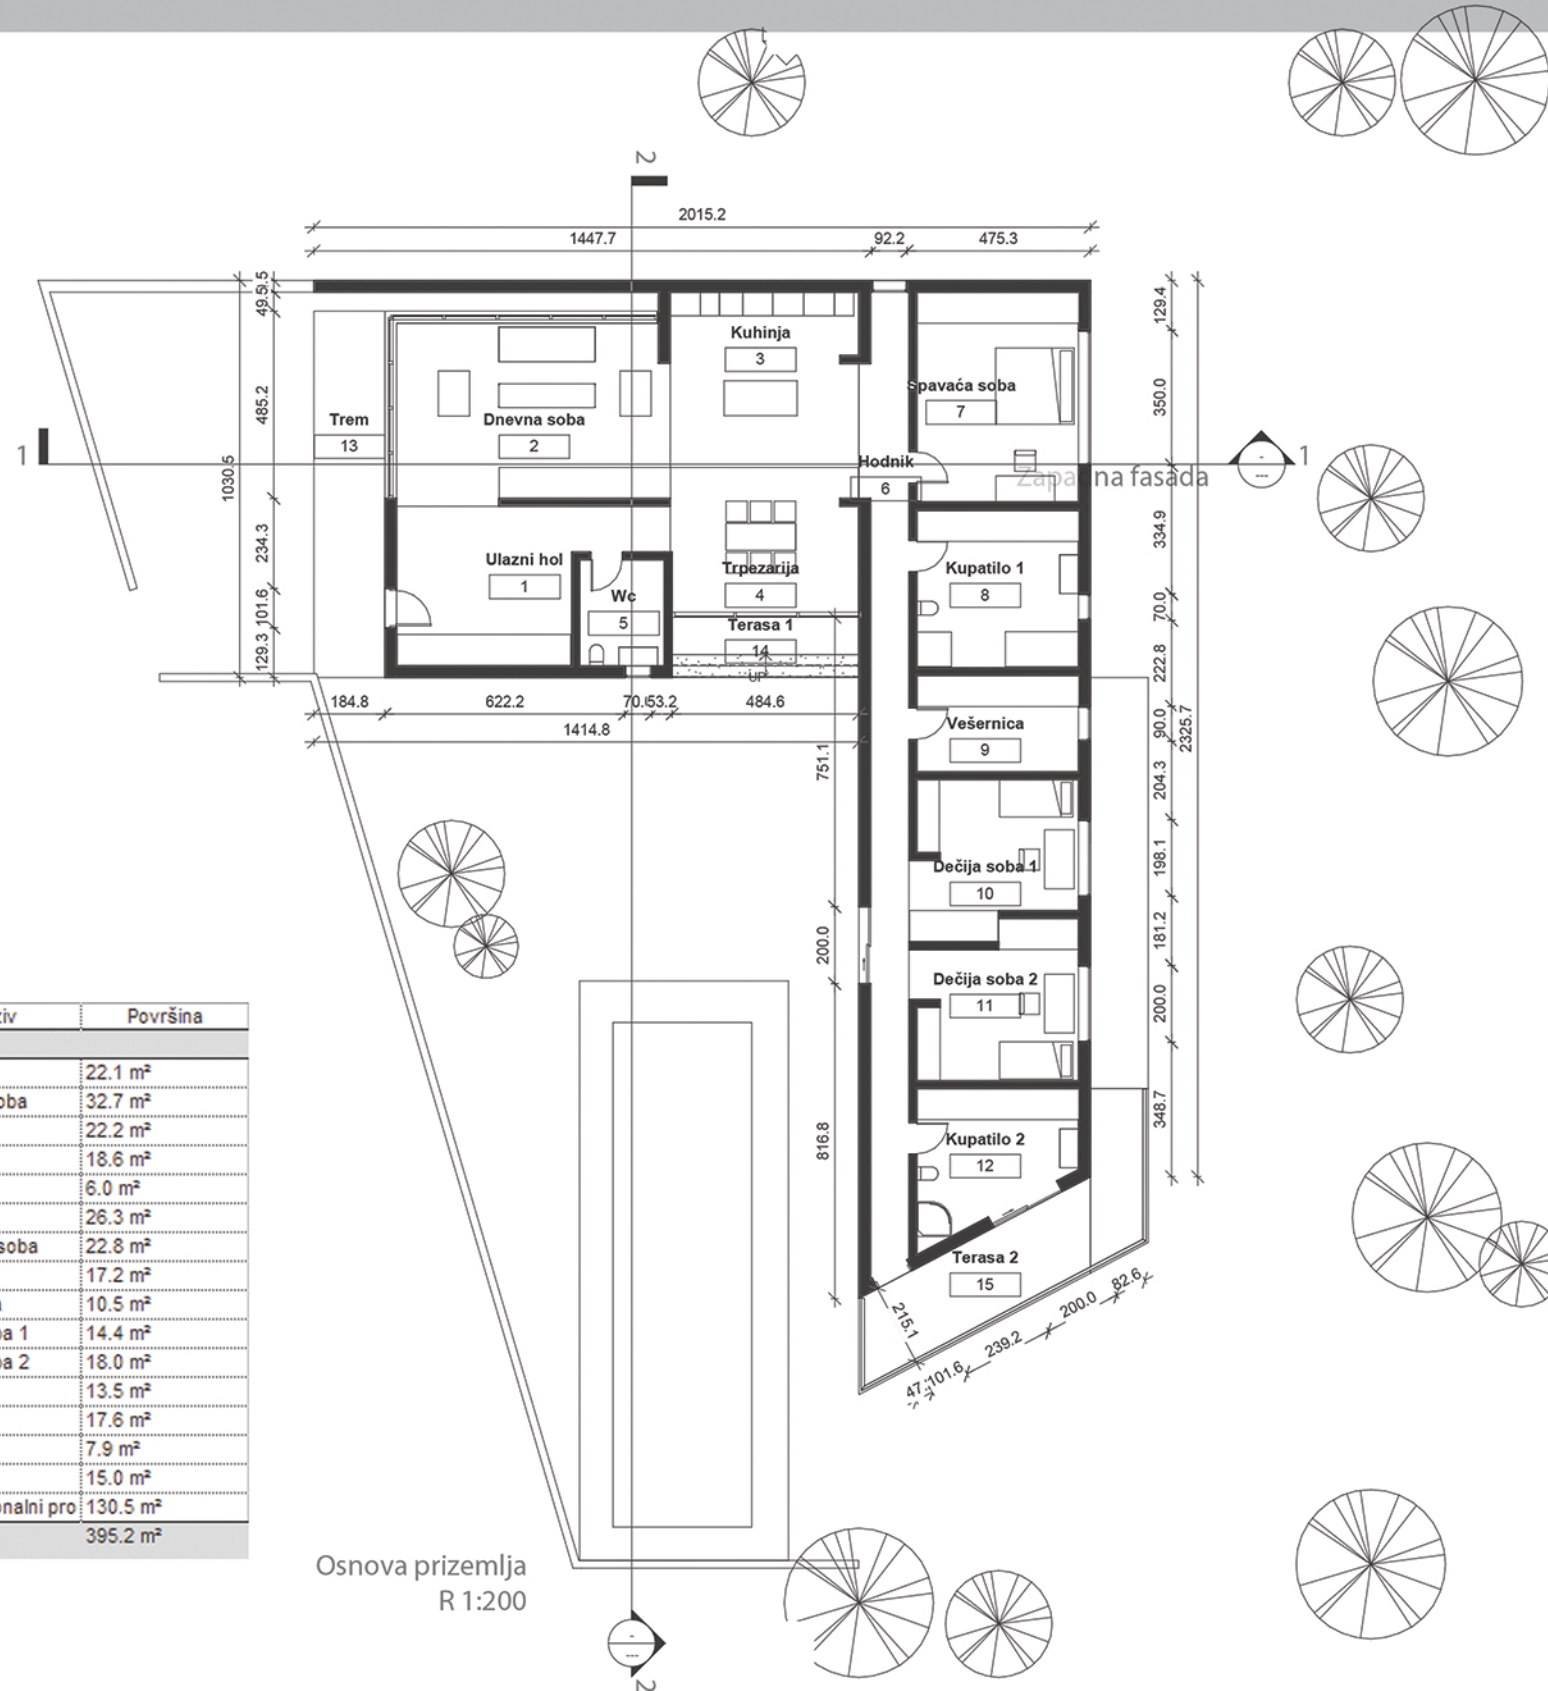 2
2015.2
1447.7
92.2
475.3
49.5
485.2
234.3
101.6
129.3
1030.5
129.4
350.0
334.9
70.0
222.8
90.0
204.3
198.1
181.2
200.0
348.7
2325.7
Kuhinja
3
Spavaća soba
7
Trem
13
Dnevna soba
2
1
Hodnik
6
1
Zapadna fasada
Ulazni hol
1
Wc
5
Trpezarija
4
Kupatilo 1
8
Terasa 1
14
UP
184.8
622.2
53.2
484.6
1414.8
Vešernica
9
751.1
200.0
816.8
Dečija soba 1
10
Dečija soba 2
11
Kupatilo 2
12
Terasa 2
15
215.1
101.6
239.2
200.0
82.6
ziv Površina
22.1 m²
oba 32.7 m²
22.2 m²
18.6 m²
6.0 m²
26.3 m²
soba 22.8 m²
17.2 m²
a 10.5 m²
ba 1 14.4 m²
ba 2 18.0 m²
13.5 m²
17.6 m²
7.9 m²
15.0 m²
onalni pro 130.5 m²
395.2 m²
Osnova prizemlja
R 1:200
2